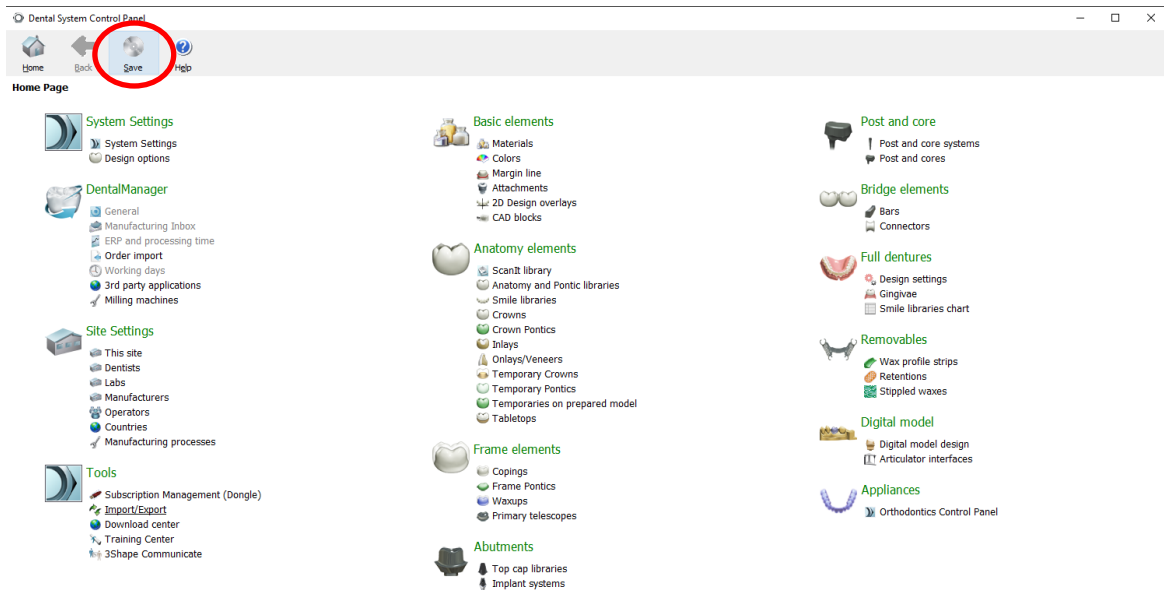 Dental System Control Panel
Home Back Save Help
Home Page
System Settings
System Settings
Design options
DentalManager
General
Manufacturing Inbox
ERP and processing time
Order import
Working days
3rd party applications
Milling machines
Site Settings
This site
Dentists
Labs
Manufacturers
Operators
Countries
Manufacturing processes
Tools
Subscription Management (Dongle)
Import/Export
Download center
Training Center
3Shape Communicate
Basic elements
Materials
Colors
Margin line
Attachments
2D Design overlays
CAD blocks
Anatomy elements
ScanIt library
Anatomy and Pontic libraries
Smile libraries
Crowns
Crown Pontics
Inlays
Onlays/Veneers
Temporary Crowns
Temporary Pontics
Temporaries on prepared model
Tabletops
Frame elements
Copings
Frame Pontics
Waxups
Primary telescopes
Abutments
Top cap libraries
Implant systems
Post and core
Post and core systems
Post and cores
Bridge elements
Bars
Connectors
Full dentures
Design settings
Gingivae
Smile libraries chart
Removables
Wax profile strips
Retentions
Stippled waxes
Digital model
Digital model design
Articulator interfaces
Appliances
Orthodontics Control Panel